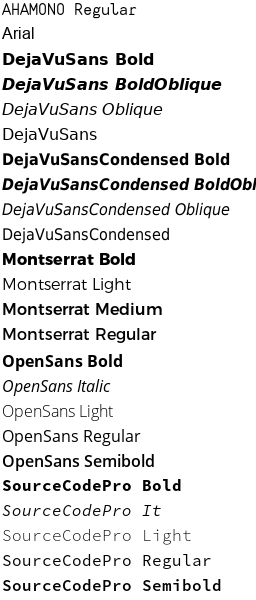 AHAMONO Regular
Arial
DejaVuSans Bold
DejaVuSans BoldOblique
DejaVuSans Oblique
DejaVuSans
DejaVuSansCondensed Bold
DejaVuSansCondensed BoldObl
DejaVuSansCondensed Oblique
DejaVuSansCondensed
Montserrat Bold
Montserrat Light
Montserrat Medium
Montserrat Regular
OpenSans Bold
OpenSans Italic
OpenSans Light
OpenSans Regular
OpenSans Semibold
SourceCodePro Bold
SourceCodePro It
SourceCodePro Light
SourceCodePro Regular
SourceCodePro Semibold